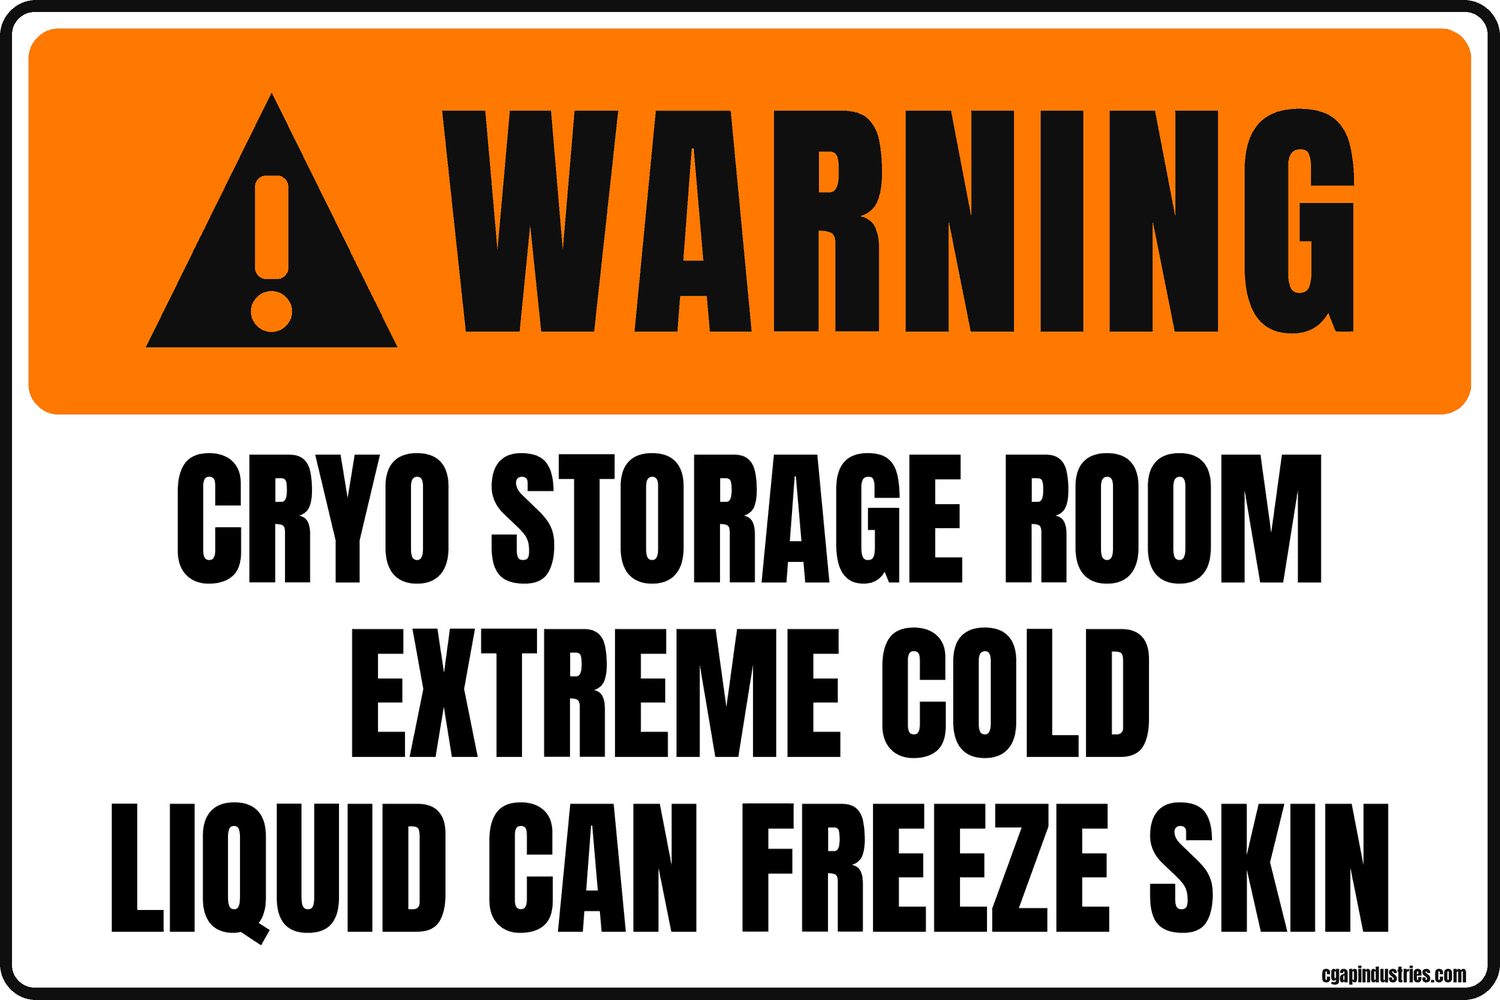 WARNING
CRYO STORAGE ROOM
EXTREME COLD
LIQUID CAN FREEZE SKIN
cgapindustries.com